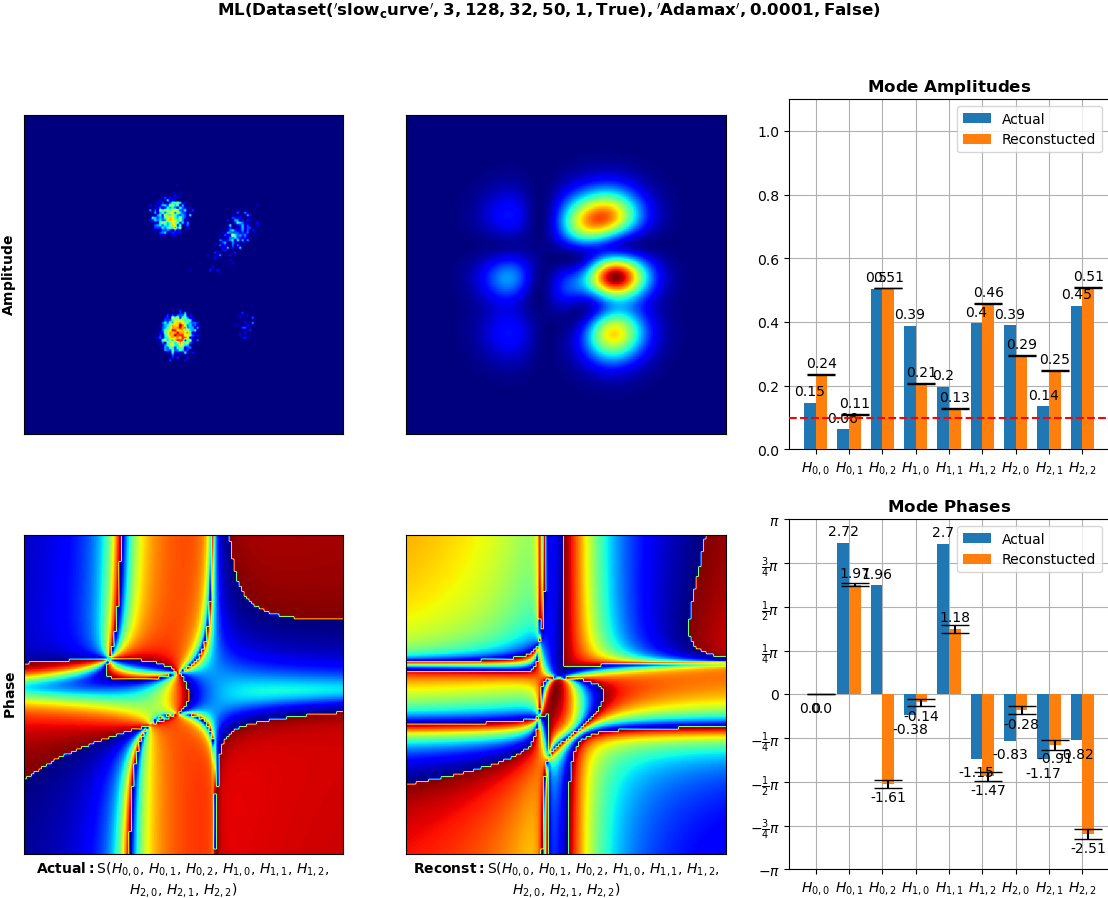 ML(Dataset('slow_curve', 3, 128, 32, 50, 1, True), 'Adamax', 0.0001, False)
Amplitude
Mode Amplitudes
Actual
Reconstucted
1.0
0.8
0.6
0.4
0.2
0.0
0.15 0.24 0.06 0.11 0.5 0.51 0.39 0.21 0.2 0.13 0.4 0.46 0.39 0.29 0.14 0.25 0.45 0.51
H0,0 H0,1 H0,2 H1,0 H1,1 H1,2 H2,0 H2,1 H2,2
Phase
Actual: S(H0,0, H0,1, H0,2, H1,0, H1,1, H1,2,
H2,0, H2,1, H2,2)
Reconst: S(H0,0, H0,1, H0,2, H1,0, H1,1, H1,2,
H2,0, H2,1, H2,2)
Mode Phases
Actual
Reconstucted
π
3/4π
1/2π
1/4π
0
−1/4π
−1/2π
−3/4π
−π
0.0 0.0 2.72 1.97 1.96 -1.61 -0.38 -0.14 2.7 1.18 -1.15 -1.47 -0.83 -0.28 -1.17 -0.91 -0.82 -2.51
H0,0 H0,1 H0,2 H1,0 H1,1 H1,2 H2,0 H2,1 H2,2